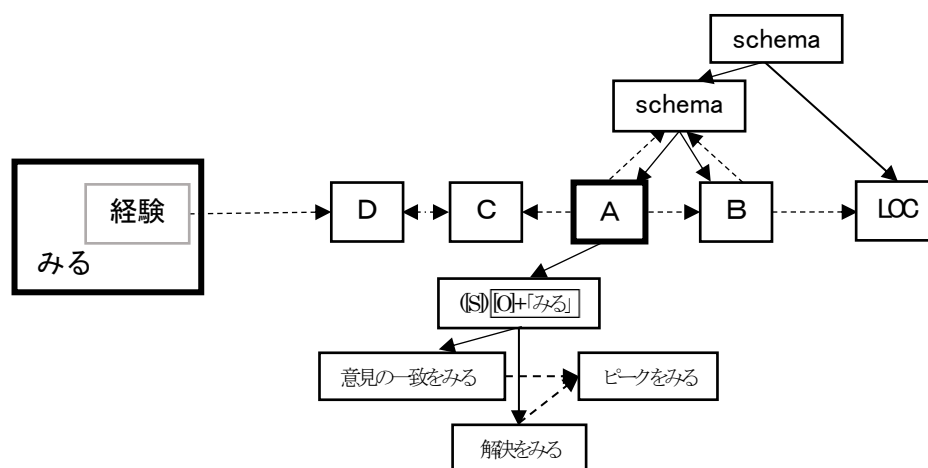 schema
schema
経験
みる
D
C
A
B
LOC
([S]) [O]+「みる」
意見の一致をみる
ピークをみる
解決をみる